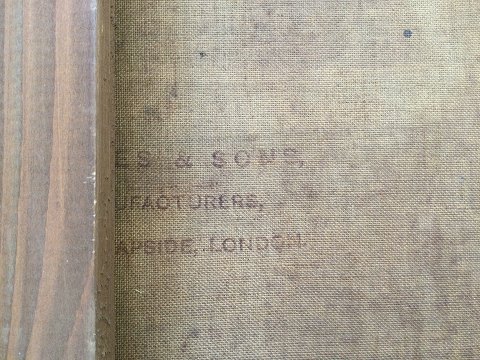 ES & SONS,
UFACTURERS,
APSIDE, LONDON.